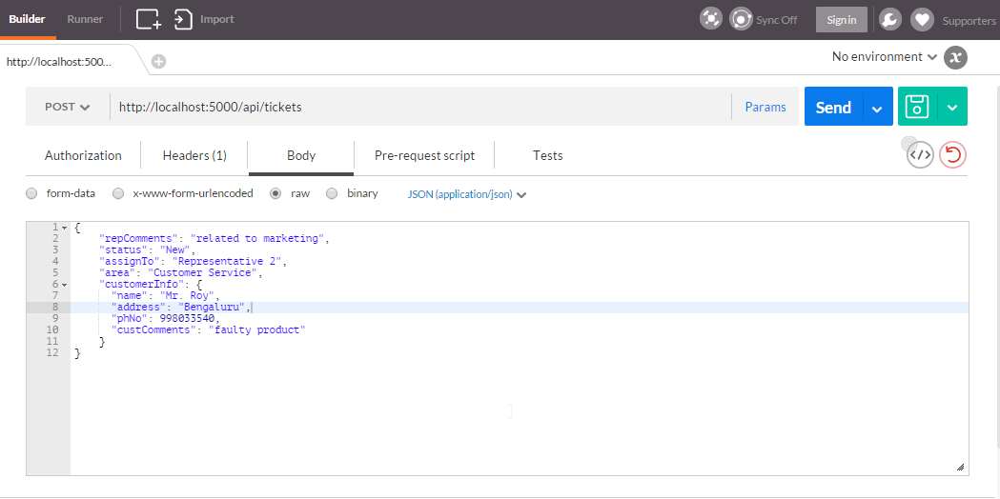 Builder Runner Import Sync Off Sign in Supporters
http://localhost:500... No environment
POST http://localhost:5000/api/tickets Params Send
Authorization Headers (1) Body Pre-request script Tests </>
form-data x-www-form-urlencoded raw binary JSON (application/json)
1 {
2 "repComments": "related to marketing",
3 "status": "New",
4 "assignTo": "Representative 2",
5 "area": "Customer Service",
6 "customerInfo": {
7 "name": "Mr. Roy",
8 "address": "Bengaluru",
9 "phNo": 998033540,
10 "custComments": "faulty product"
11 }
12 }